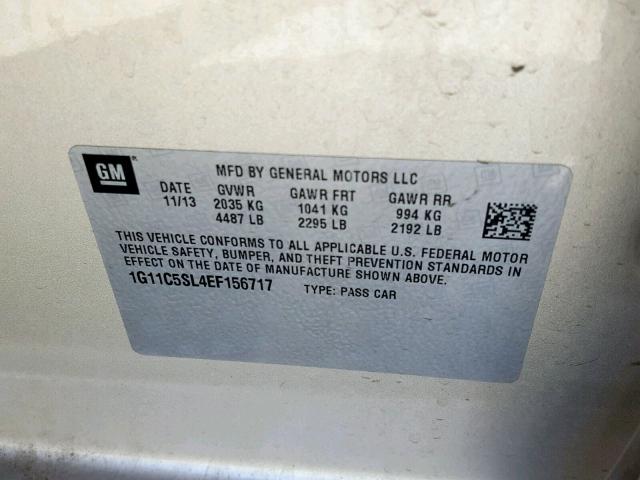 GM
MFD BY GENERAL MOTORS LLC
DATE GVWR GAWR FRT GAWR RR
11/13 2035 KG 1041 KG 994 KG
4487 LB 2295 LB 2192 LB
THIS VEHICLE CONFORMS TO ALL APPLICABLE U.S. FEDERAL MOTOR
VEHICLE SAFETY, BUMPER, AND THEFT PREVENTION STANDARDS IN
EFFECT ON THE DATE OF MANUFACTURE SHOWN ABOVE.
1G11C5SL4EF156717 TYPE: PASS CAR